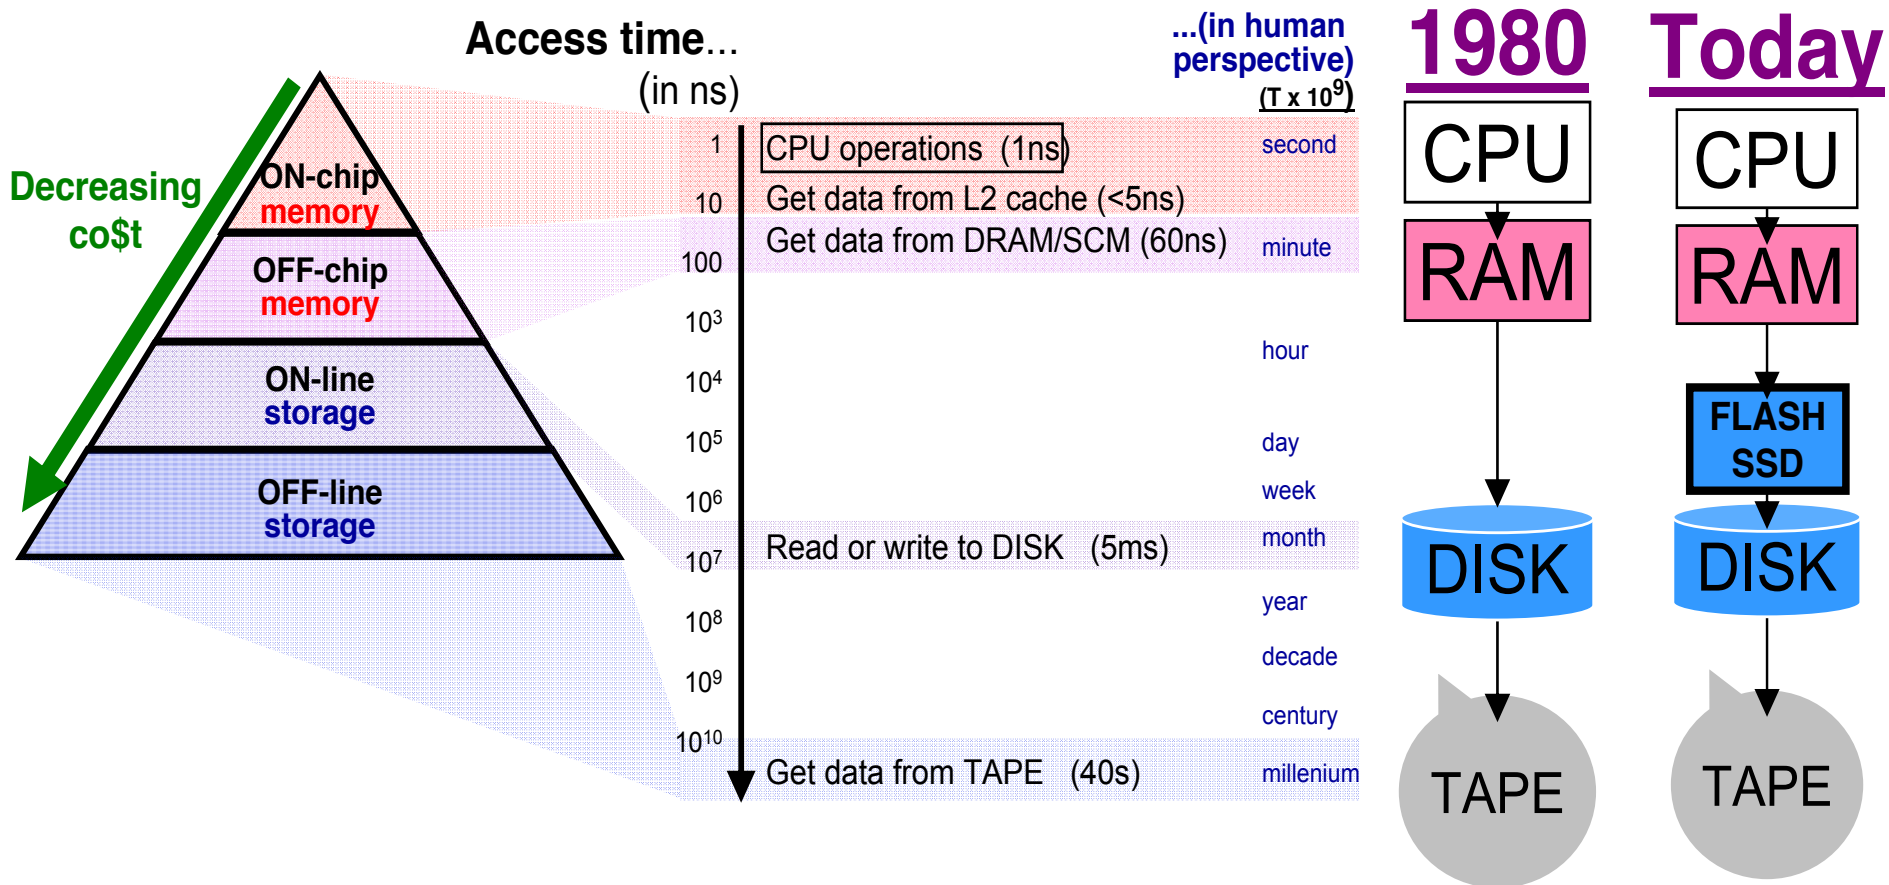 Access time...
(in ns)
...(in human
perspective)
(T x 10⁹)
1980
Today
Decreasing
co$t
ON-chip
memory
OFF-chip
memory
ON-line
storage
OFF-line
storage
1
CPU operations (1ns)
second
10
Get data from L2 cache (<5ns)
Get data from DRAM/SCM (60ns)
minute
100
10³
hour
10⁴
10⁵
day
10⁶
week
Read or write to DISK (5ms)
month
10⁷
year
10⁸
decade
10⁹
century
10¹⁰
Get data from TAPE (40s)
millenium
CPU
RAM
DISK
TAPE
CPU
RAM
FLASH
SSD
DISK
TAPE